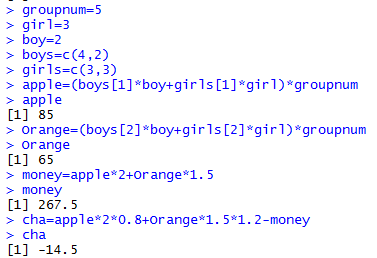 > groupnum=5
> girl=3
> boy=2
> boys=c(4,2)
> girls=c(3,3)
> apple=(boys[1]*boy+girls[1]*girl)*groupnum
> apple
[1] 85
> Orange=(boys[2]*boy+girls[2]*girl)*groupnum
> Orange
[1] 65
> money=apple*2+Orange*1.5
> money
[1] 267.5
> cha=apple*2*0.8+Orange*1.5*1.2-money
> cha
[1] -14.5